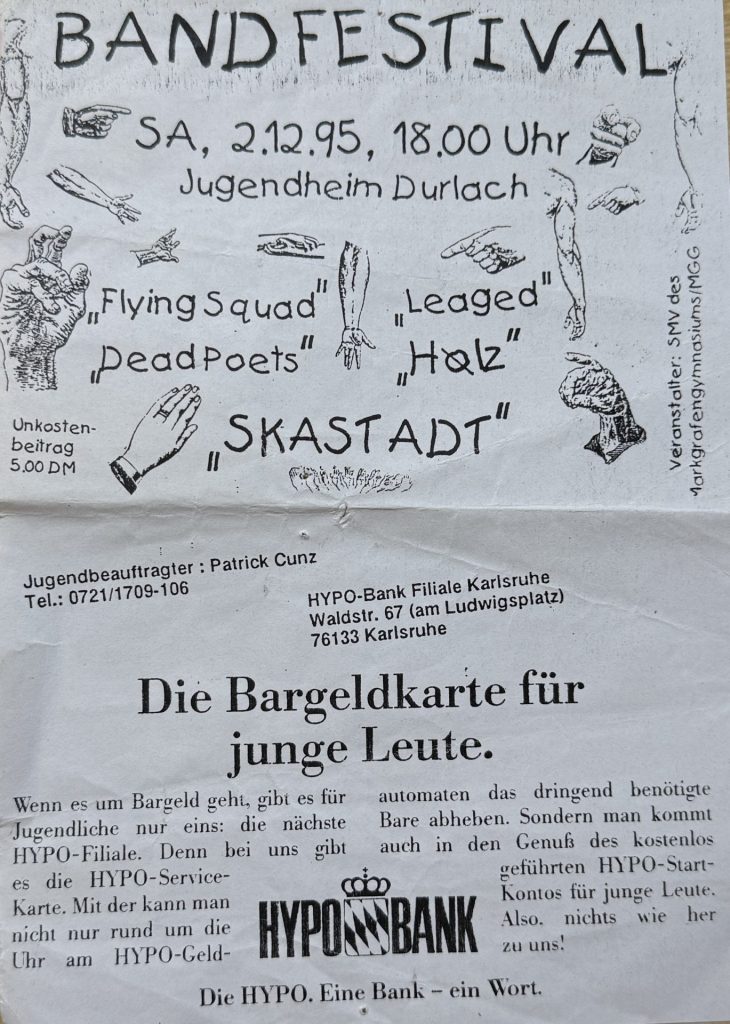 BANDFESTIVAL
SA, 2.12.95, 18.00 Uhr
Jugendheim Durlach
„Flying Squad" „Leaged"
„Dead Poets" „Holz"
„SKASTADT"
Unkosten-
beitrag
5.00 DM
Veranstalter: SMV des
Markgrafengymnasiums/MGG
Jugendbeauftragter : Patrick Cunz
Tel.: 0721/1709-106
HYPO-Bank Filiale Karlsruhe
Waldstr. 67 (am Ludwigsplatz)
76133 Karlsruhe
Die Bargeldkarte für
junge Leute.
Wenn es um Bargeld geht, gibt es für
Jugendliche nur eins: die nächste
HYPO-Filiale. Denn bei uns gibt
es die HYPO-Service-
Karte. Mit der kann man
nicht nur rund um die
Uhr am HYPO-Geld-
automaten das dringend benötigte
Bare abheben. Sondern man kommt
auch in den Genuß des kostenlos
geführten HYPO-Start-
Kontos für junge Leute.
Also. nichts wie her
zu uns!
HYPO BANK
Die HYPO. Eine Bank – ein Wort.